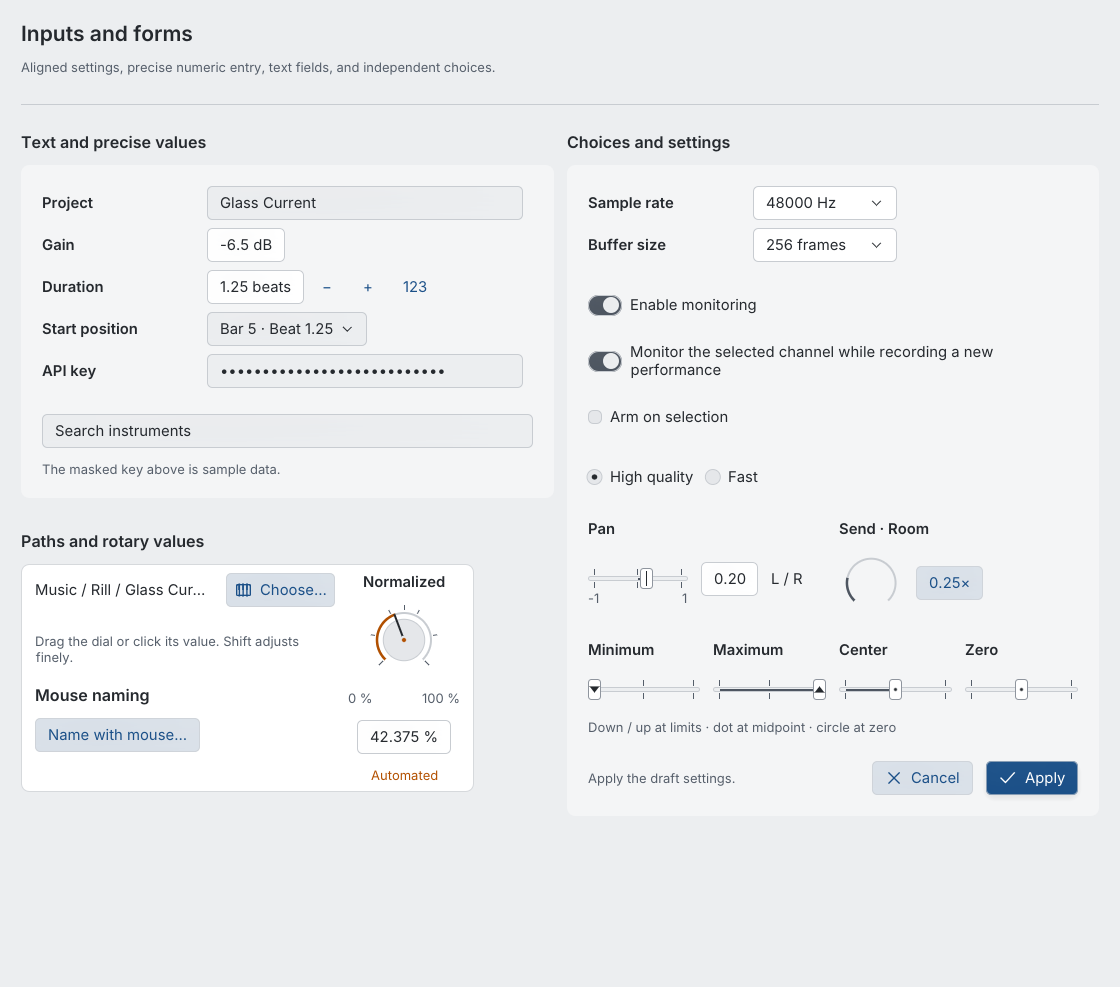 Inputs and forms
Aligned settings, precise numeric entry, text fields, and independent choices.
Text and precise values
Project
Glass Current
Gain
-6.5 dB
Duration
1.25 beats
−
+
123
Start position
Bar 5 · Beat 1.25
API key
•••••••••••••••••••••••••••
Search instruments
The masked key above is sample data.
Paths and rotary values
Music / Rill / Glass Cur...
Choose...
Drag the dial or click its value. Shift adjusts
finely.
Mouse naming
Name with mouse...
Normalized
0 %
100 %
42.375 %
Automated
Choices and settings
Sample rate
48000 Hz
Buffer size
256 frames
Enable monitoring
Monitor the selected channel while recording a new
performance
Arm on selection
High quality
Fast
Pan
-1
1
0.20
L / R
Send · Room
0.25×
Minimum
Maximum
Center
Zero
Down / up at limits · dot at midpoint · circle at zero
Apply the draft settings.
Cancel
Apply